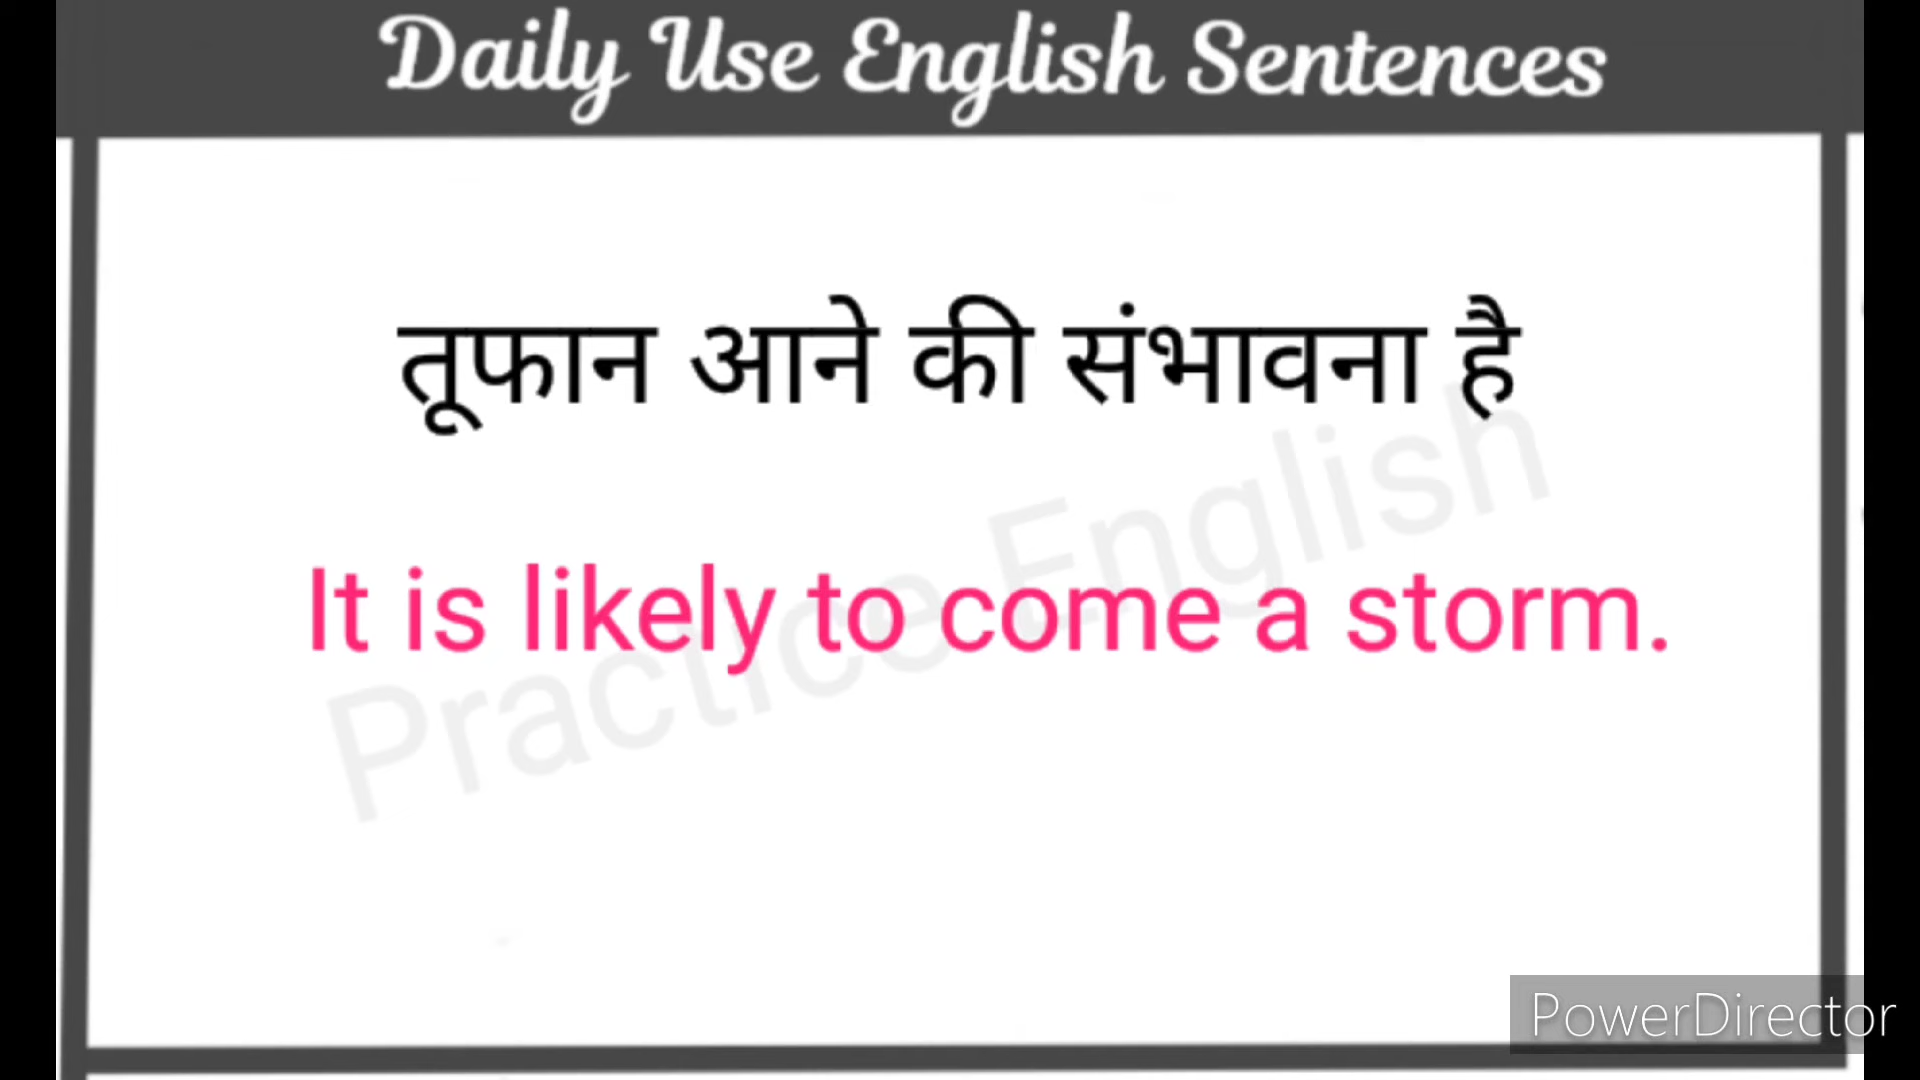 Daily Use English Sentences
तूफान आने की संभावना है
It is likely to come a storm.
Practice English
PowerDirector